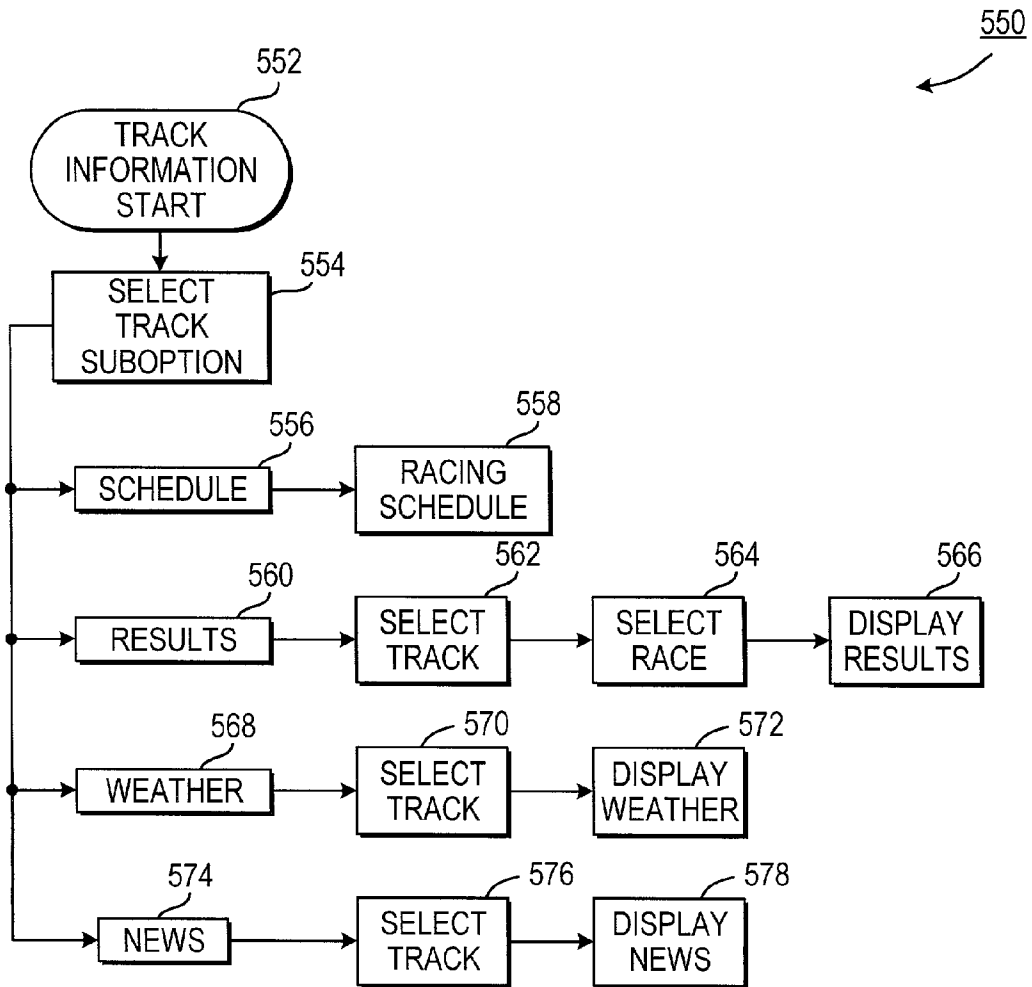 550
552
TRACK
INFORMATION
START
554
SELECT
TRACK
SUBOPTION
556
SCHEDULE
558
RACING
SCHEDULE
560
RESULTS
562
SELECT
TRACK
564
SELECT
RACE
566
DISPLAY
RESULTS
568
WEATHER
570
SELECT
TRACK
572
DISPLAY
WEATHER
574
NEWS
576
SELECT
TRACK
578
DISPLAY
NEWS